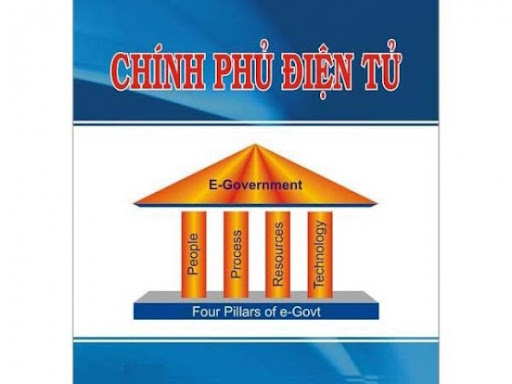 CHÍNH PHỦ ĐIỆN TỬ
E-Government
People
Process
Resources
Technology
Four Pillars of e-Govt